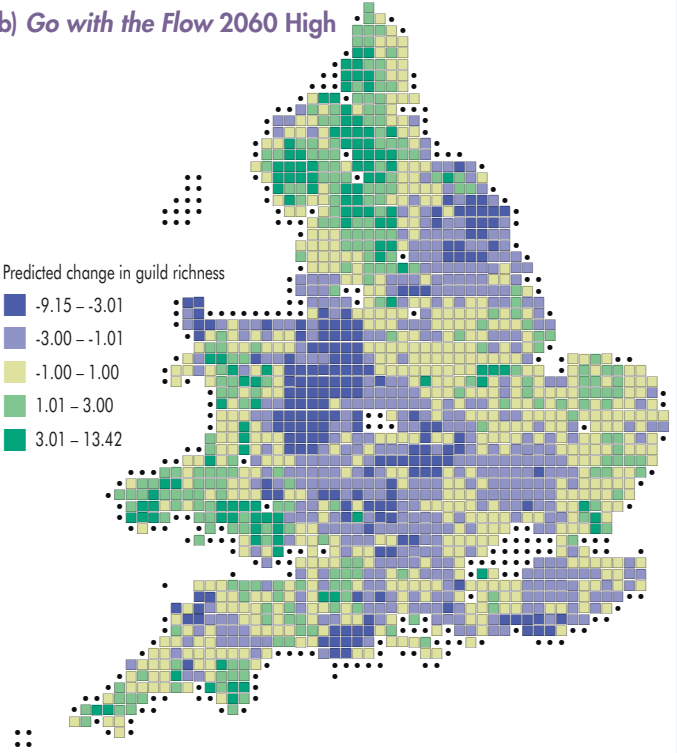 b) Go with the Flow 2060 High
Predicted change in guild richness
-9.15 – -3.01
-3.00 – -1.01
-1.00 – 1.00
1.01 – 3.00
3.01 – 13.42